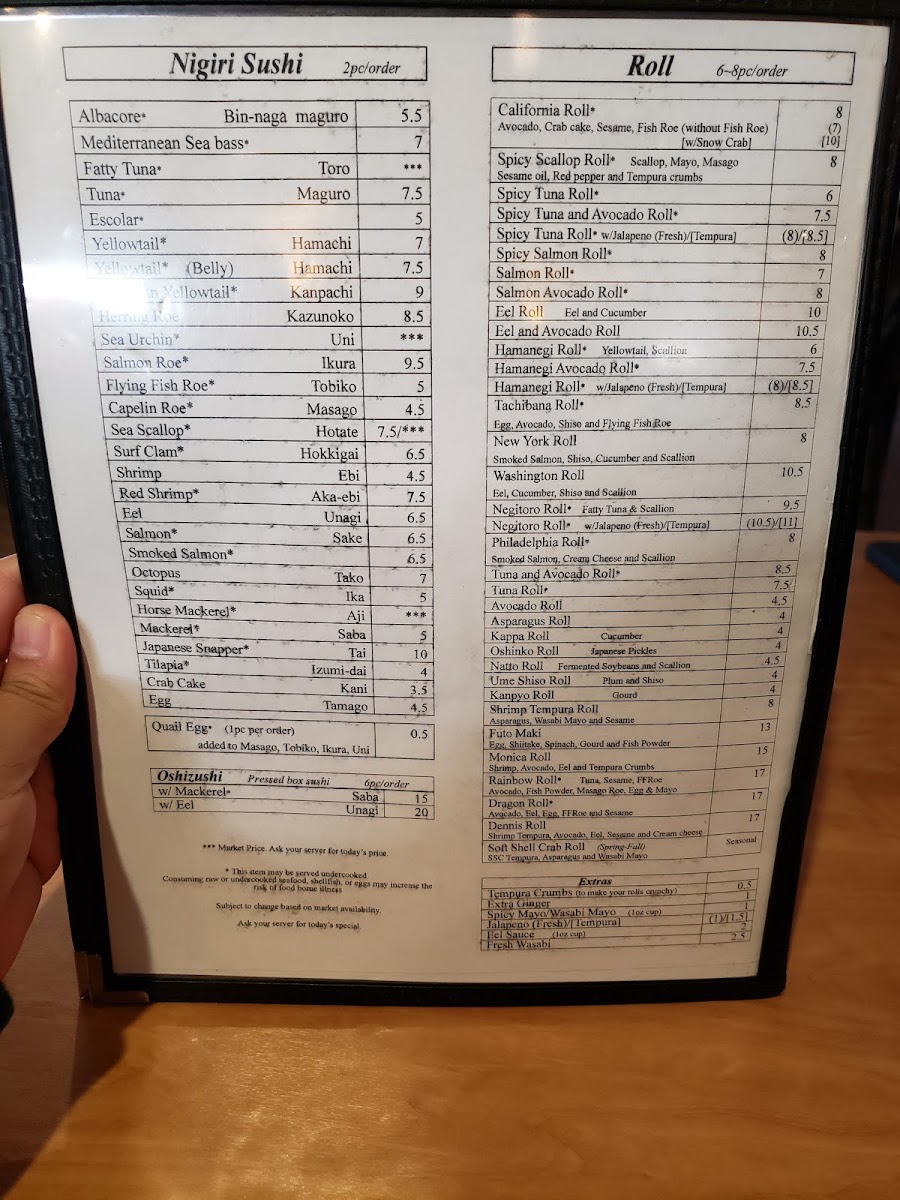 Nigiri Sushi 2pc/order
Albacore* Bin-naga maguro 5.5
Mediterranean Sea bass* 7
Fatty Tuna* Toro ***
Tuna* Maguro 7.5
Escolar* 5
Yellowtail* Hamachi 7
Yellowtail* (Belly) Hamachi 7.5
Yellowtail* Kanpachi 9
Herring Roe Kazunoko 8.5
Sea Urchin* Uni ***
Salmon Roe* Ikura 9.5
Flying Fish Roe* Tobiko 5
Capelin Roe* Masago 4.5
Sea Scallop* Hotate 7.5/***
Surf Clam* Hokkigai 6.5
Shrimp Ebi 4.5
Red Shrimp* Aka-ebi 7.5
Eel Unagi 6.5
Salmon* Sake 6.5
Smoked Salmon* 6.5
Octopus Tako 7
Squid* Ika 5
Horse Mackerel* Aji ***
Mackerel* Saba 5
Japanese Snapper* Tai 10
Tilapia* Izumi-dai 4
Crab Cake Kani 3.5
Egg Tamago 4.5
Quail Egg* (1pc per order) 0.5
added to Masago, Tobiko, Ikura, Uni
Oshizushi Pressed box sushi 6pc/order
w/ Mackerel* Saba 15
w/ Eel Unagi 20
*** Market Price. Ask your server for today's price.
* This item may be served undercooked
Consuming raw or undercooked seafood, shellfish, or eggs may increase the
risk of food borne illness
Subject to change based on market availability.
Ask your server for today's special.
Roll 6~8pc/order
California Roll* 8
Avocado, Crab cake, Sesame, Fish Roe (without Fish Roe) (7)
[w/Snow Crab] [10]
Spicy Scallop Roll* Scallop, Mayo, Masago 8
Sesame oil, Red pepper and Tempura crumbs
Spicy Tuna Roll* 6
Spicy Tuna and Avocado Roll* 7.5
Spicy Tuna Roll* w/Jalapeno (Fresh)/[Tempura] (8)/[8.5]
Spicy Salmon Roll* 8
Salmon Roll* 7
Salmon Avocado Roll* 8
Eel Roll Eel and Cucumber 10
Eel and Avocado Roll 10.5
Hamanegi Roll* Yellowtail, Scallion 6
Hamanegi Avocado Roll* 7.5
Hamanegi Roll* w/Jalapeno (Fresh)/[Tempura] (8)/[8.5]
Tachibana Roll* 8.5
Egg, Avocado, Shiso and Flying Fish Roe
New York Roll 8
Smoked Salmon, Shiso, Cucumber and Scallion
Washington Roll 10.5
Eel, Cucumber, Shiso and Scallion
Negitoro Roll* Fatty Tuna & Scallion 9.5
Negitoro Roll* w/Jalapeno (Fresh)/[Tempura] (10.5)/[11]
Philadelphia Roll* 8
Smoked Salmon, Cream Cheese and Scallion
Tuna and Avocado Roll* 8.5
Tuna Roll* 7.5
Avocado Roll 4.5
Asparagus Roll 4
Kappa Roll Cucumber 4
Oshinko Roll Japanese Pickles 4
Natto Roll Fermented Soybeans and Scallion 4.5
Ume Shiso Roll Plum and Shiso 4
Kanpyo Roll Gourd 4
Shrimp Tempura Roll 8
Asparagus, Wasabi Mayo and Sesame
Futo Maki 13
Egg, Shiitake, Spinach, Gourd and Fish Powder
Monica Roll 15
Shrimp, Avocado, Eel and Tempura Crumbs
Rainbow Roll* Tuna, Sesame, FFRoe 17
Avocado, Fish Powder, Masago Roe, Egg & Mayo
Dragon Roll* 17
Avocado, Eel, Egg, FFRoe and Sesame
Dennis Roll 17
Shrimp Tempura, Avocado, Eel, Sesame and Cream cheese
Soft Shell Crab Roll (Spring-Fall) Seasonal
SSC Tempura, Asparagus and Wasabi Mayo
Extras
Tempura Crumbs (to make your rolls crunchy) 0.5
Extra Ginger 1
Spicy Mayo/Wasabi Mayo (1oz cup) 1
Jalapeno (Fresh)/[Tempura] (1)/[1.5]
Eel Sauce (1oz cup) 2
Fresh Wasabi 2.5